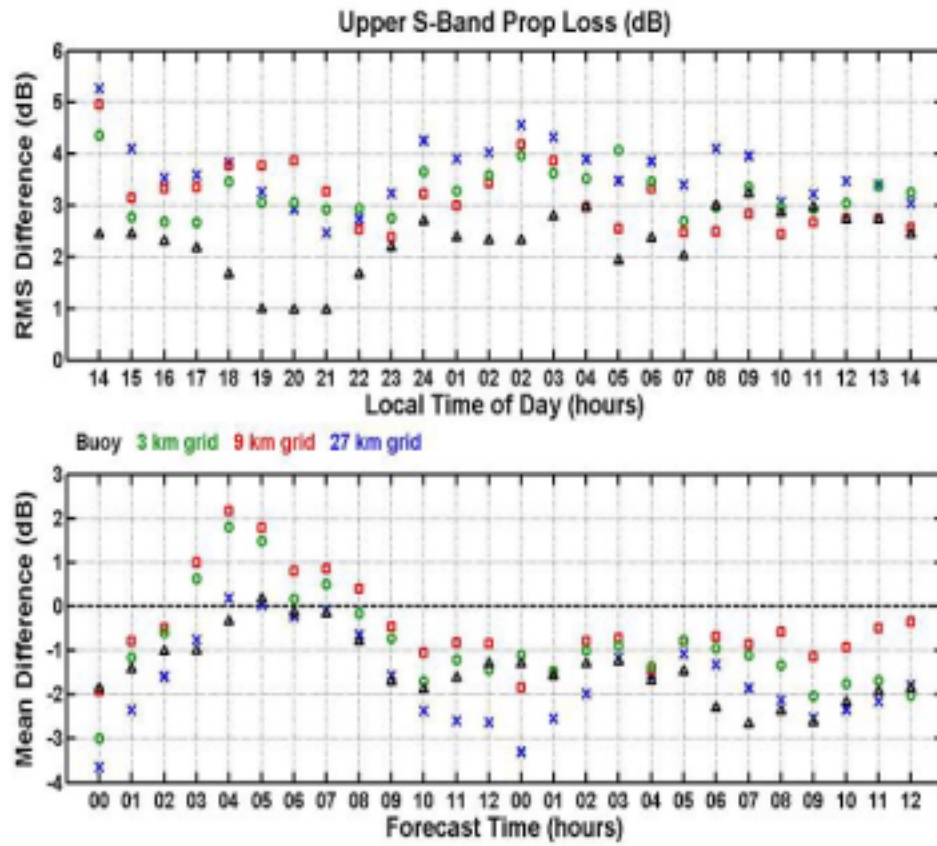 Upper S-Band Prop Loss (dB)
RMS Difference (dB)
6
5
4
3
2
1
0
14 15 16 17 18 19 20 21 22 23 24 01 02 02 03 04 05 06 07 08 09 10 11 12 13 14
Local Time of Day (hours)
Buoy 3 km grid 9 km grid 27 km grid
Mean Difference (dB)
3
2
1
0
-1
-2
-3
-4
00 01 02 03 04 05 06 07 08 09 10 11 12 00 01 02 03 04 05 06 07 08 09 10 11 12
Forecast Time (hours)